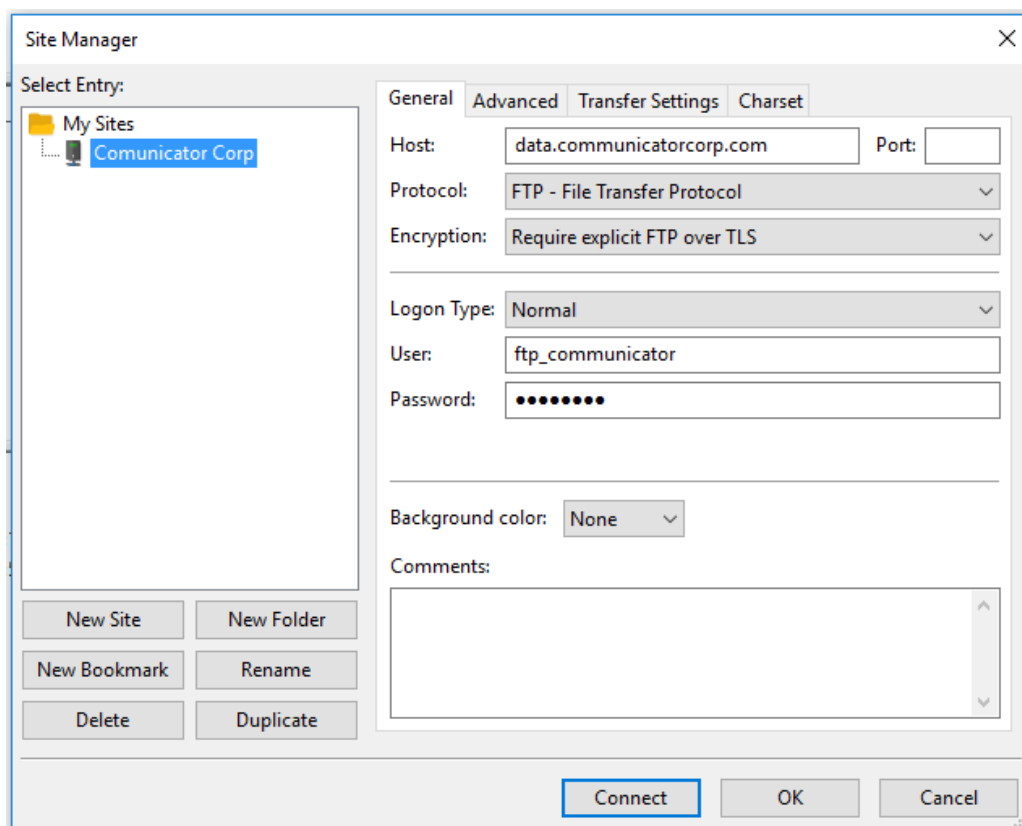 Site Manager
Select Entry:
My Sites
Comunicator Corp
New Site New Folder
New Bookmark Rename
Delete Duplicate
General Advanced Transfer Settings Charset
Host: data.communicatorcorp.com Port:
Protocol: FTP - File Transfer Protocol
Encryption: Require explicit FTP over TLS
Logon Type: Normal
User: ftp_communicator
Password: ●●●●●●●●
Background color: None
Comments:
Connect OK Cancel